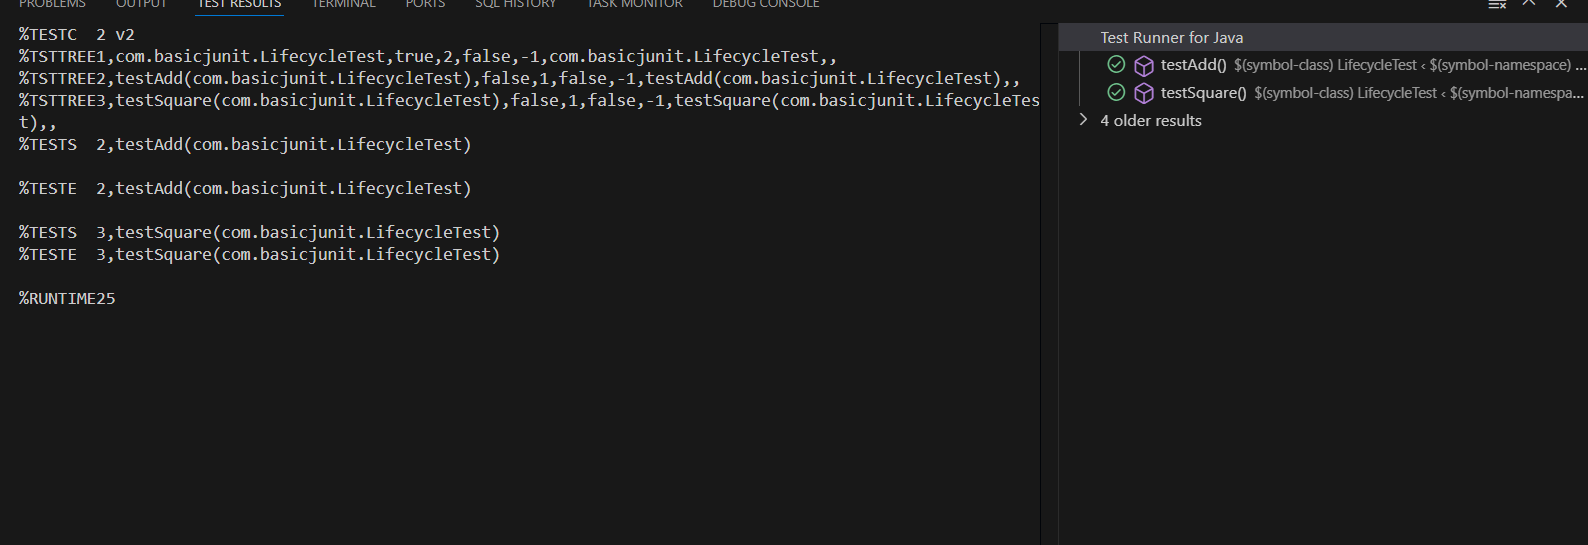 PROBLEMS OUTPUT TEST RESULTS TERMINAL PORTS SQL HISTORY TASK MONITOR DEBUG CONSOLE
%TESTC  2 v2
%TSTTREE1,com.basicjunit.LifecycleTest,true,2,false,-1,com.basicjunit.LifecycleTest,,
%TSTTREE2,testAdd(com.basicjunit.LifecycleTest),false,1,false,-1,testAdd(com.basicjunit.LifecycleTest),,
%TSTTREE3,testSquare(com.basicjunit.LifecycleTest),false,1,false,-1,testSquare(com.basicjunit.LifecycleTes
t),,
%TESTS  2,testAdd(com.basicjunit.LifecycleTest)
%TESTE  2,testAdd(com.basicjunit.LifecycleTest)
%TESTS  3,testSquare(com.basicjunit.LifecycleTest)
%TESTE  3,testSquare(com.basicjunit.LifecycleTest)
%RUNTIME25
Test Runner for Java
testAdd() $(symbol-class) LifecycleTest ‹ $(symbol-namespace) ...
testSquare() $(symbol-class) LifecycleTest ‹ $(symbol-namespa...
4 older results